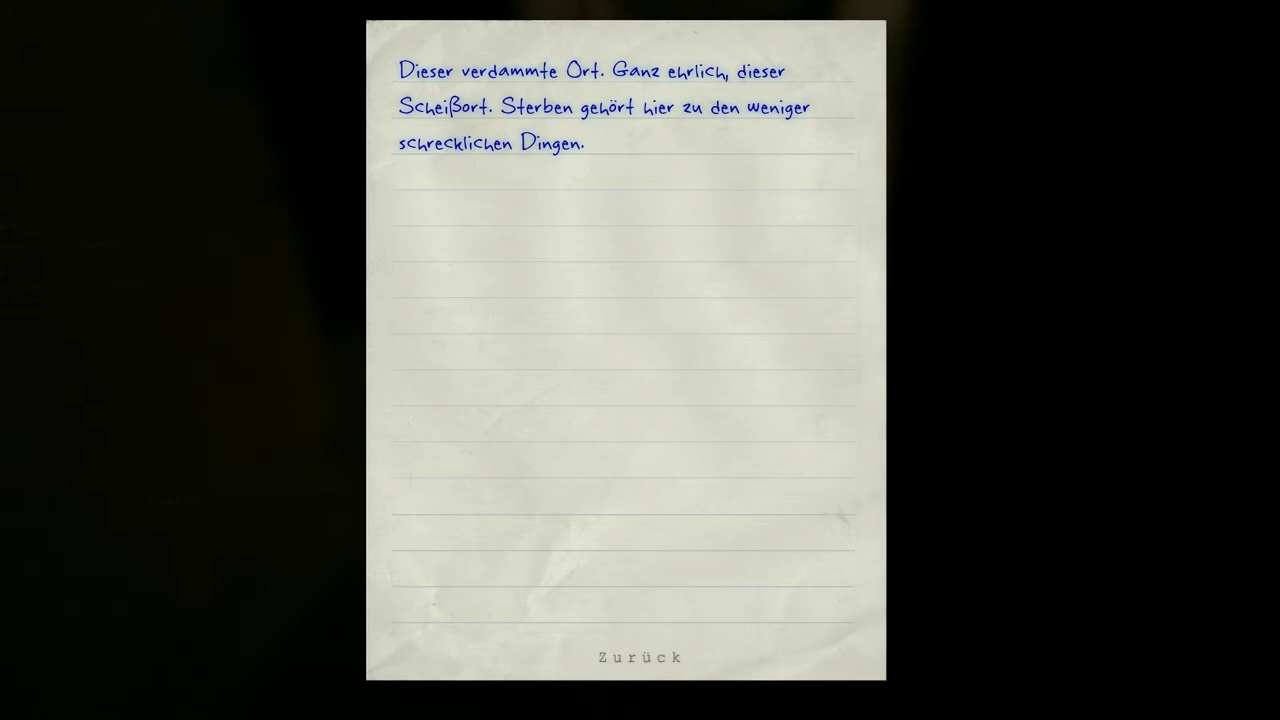 Dieser verdammte Ort. Ganz ehrlich, dieser
Scheißort. Sterben gehört hier zu den weniger
schrecklichen Dingen.
Zurück